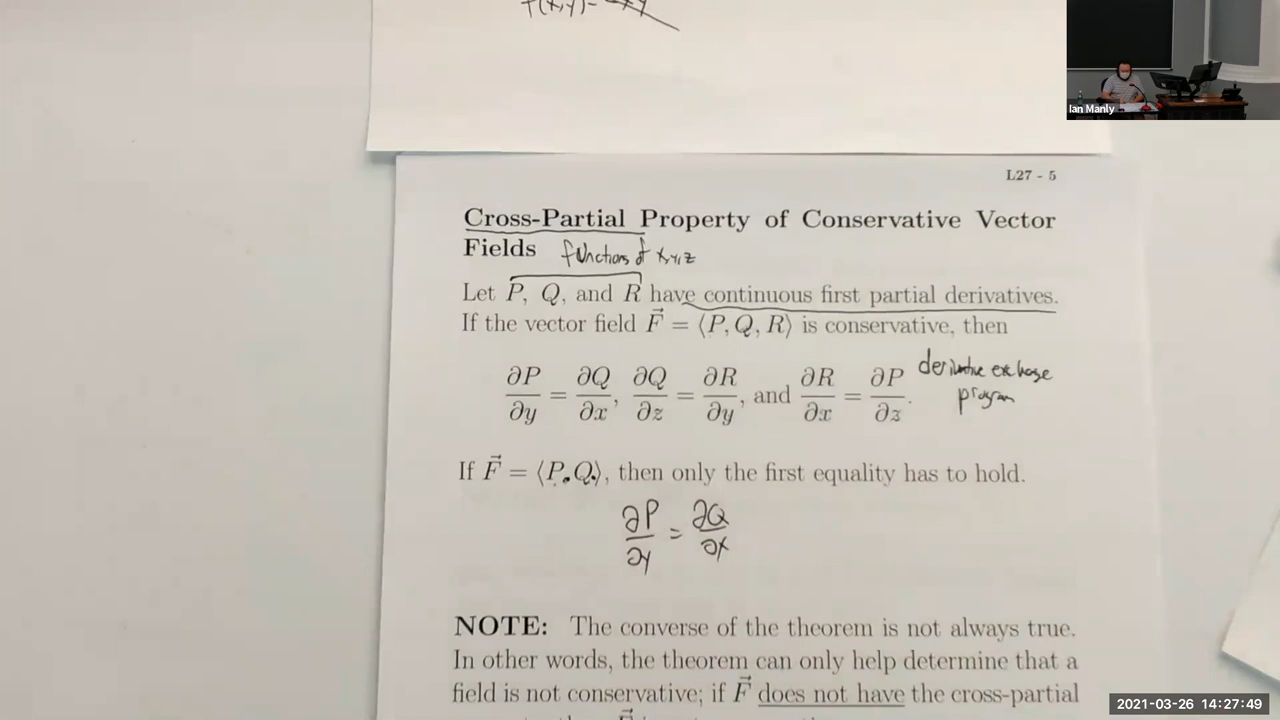 f(x,y)=
Ian Manly
L27 - 5
Cross-Partial Property of Conservative Vector
Fields functions of x,y,z
Let P, Q, and R have continuous first partial derivatives.
If the vector field F⃗ = ⟨P, Q, R⟩ is conservative, then
∂P/∂y = ∂Q/∂x, ∂Q/∂z = ∂R/∂y, and ∂R/∂x = ∂P/∂z. derivative exchange
program
If F⃗ = ⟨P, Q⟩, then only the first equality has to hold.
∂P/∂y = ∂Q/∂x
NOTE: The converse of the theorem is not always true.
In other words, the theorem can only help determine that a
field is not conservative; if F⃗ does not have the cross-partial
2021-03-26 14:27:49